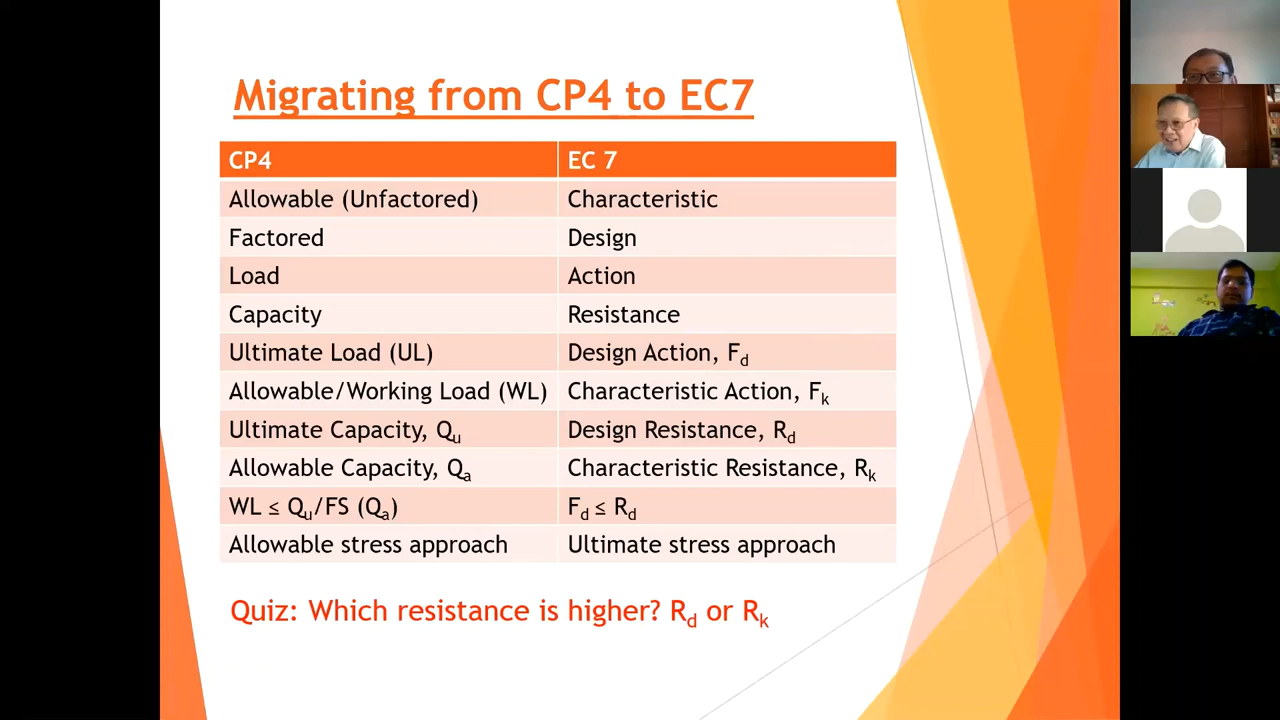 Migrating from CP4 to EC7
CP4 EC 7
Allowable (Unfactored) Characteristic
Factored Design
Load Action
Capacity Resistance
Ultimate Load (UL) Design Action, Fd
Allowable/Working Load (WL) Characteristic Action, Fk
Ultimate Capacity, Qu Design Resistance, Rd
Allowable Capacity, Qa Characteristic Resistance, Rk
WL ≤ Qu/FS (Qa) Fd ≤ Rd
Allowable stress approach Ultimate stress approach
Quiz: Which resistance is higher? Rd or Rk